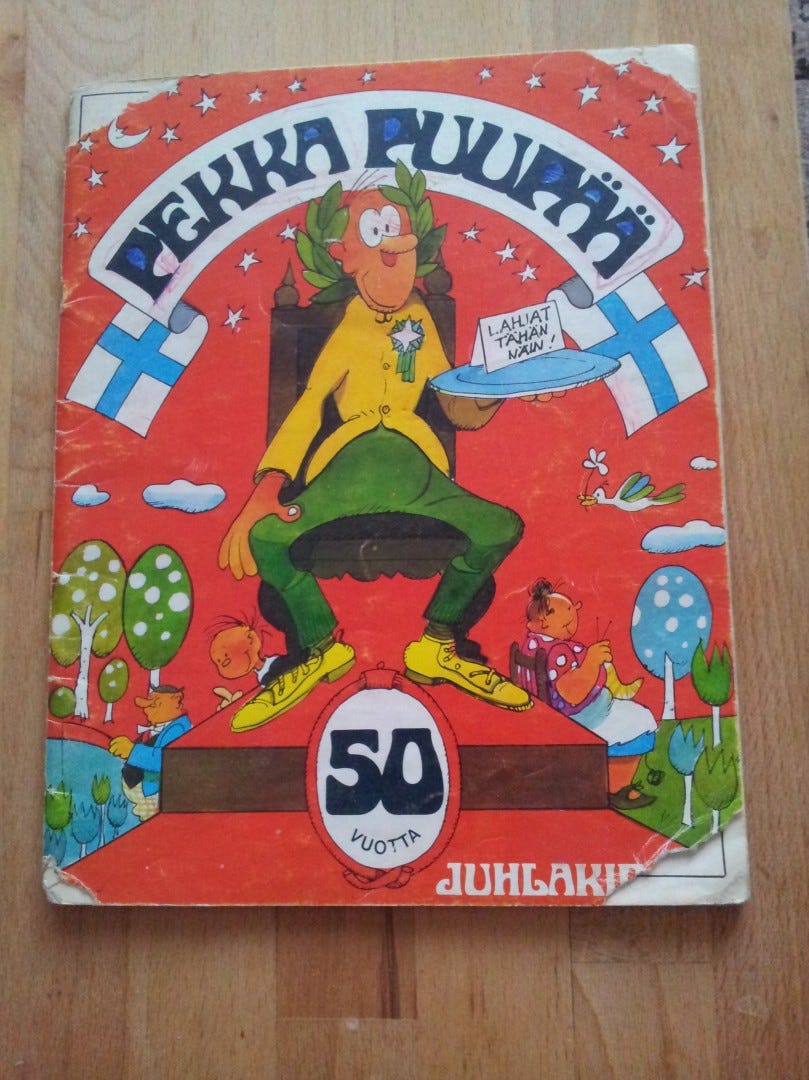 PEKKA PUUPÄÄ
LAHJAT
TÄHÄN
NÄIN!
50
VUOTTA